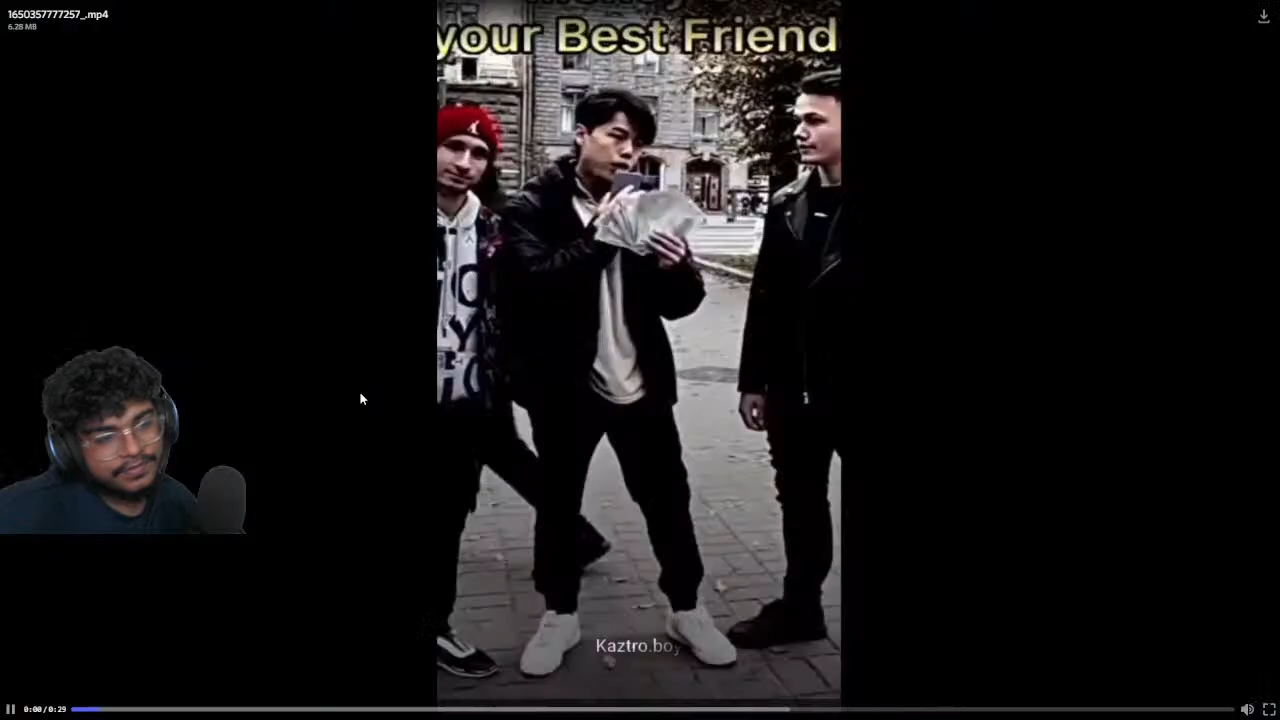 1650357777257_.mp4
6.28 MB
your Best Friend
Kaztro.boy
0:00/0:29